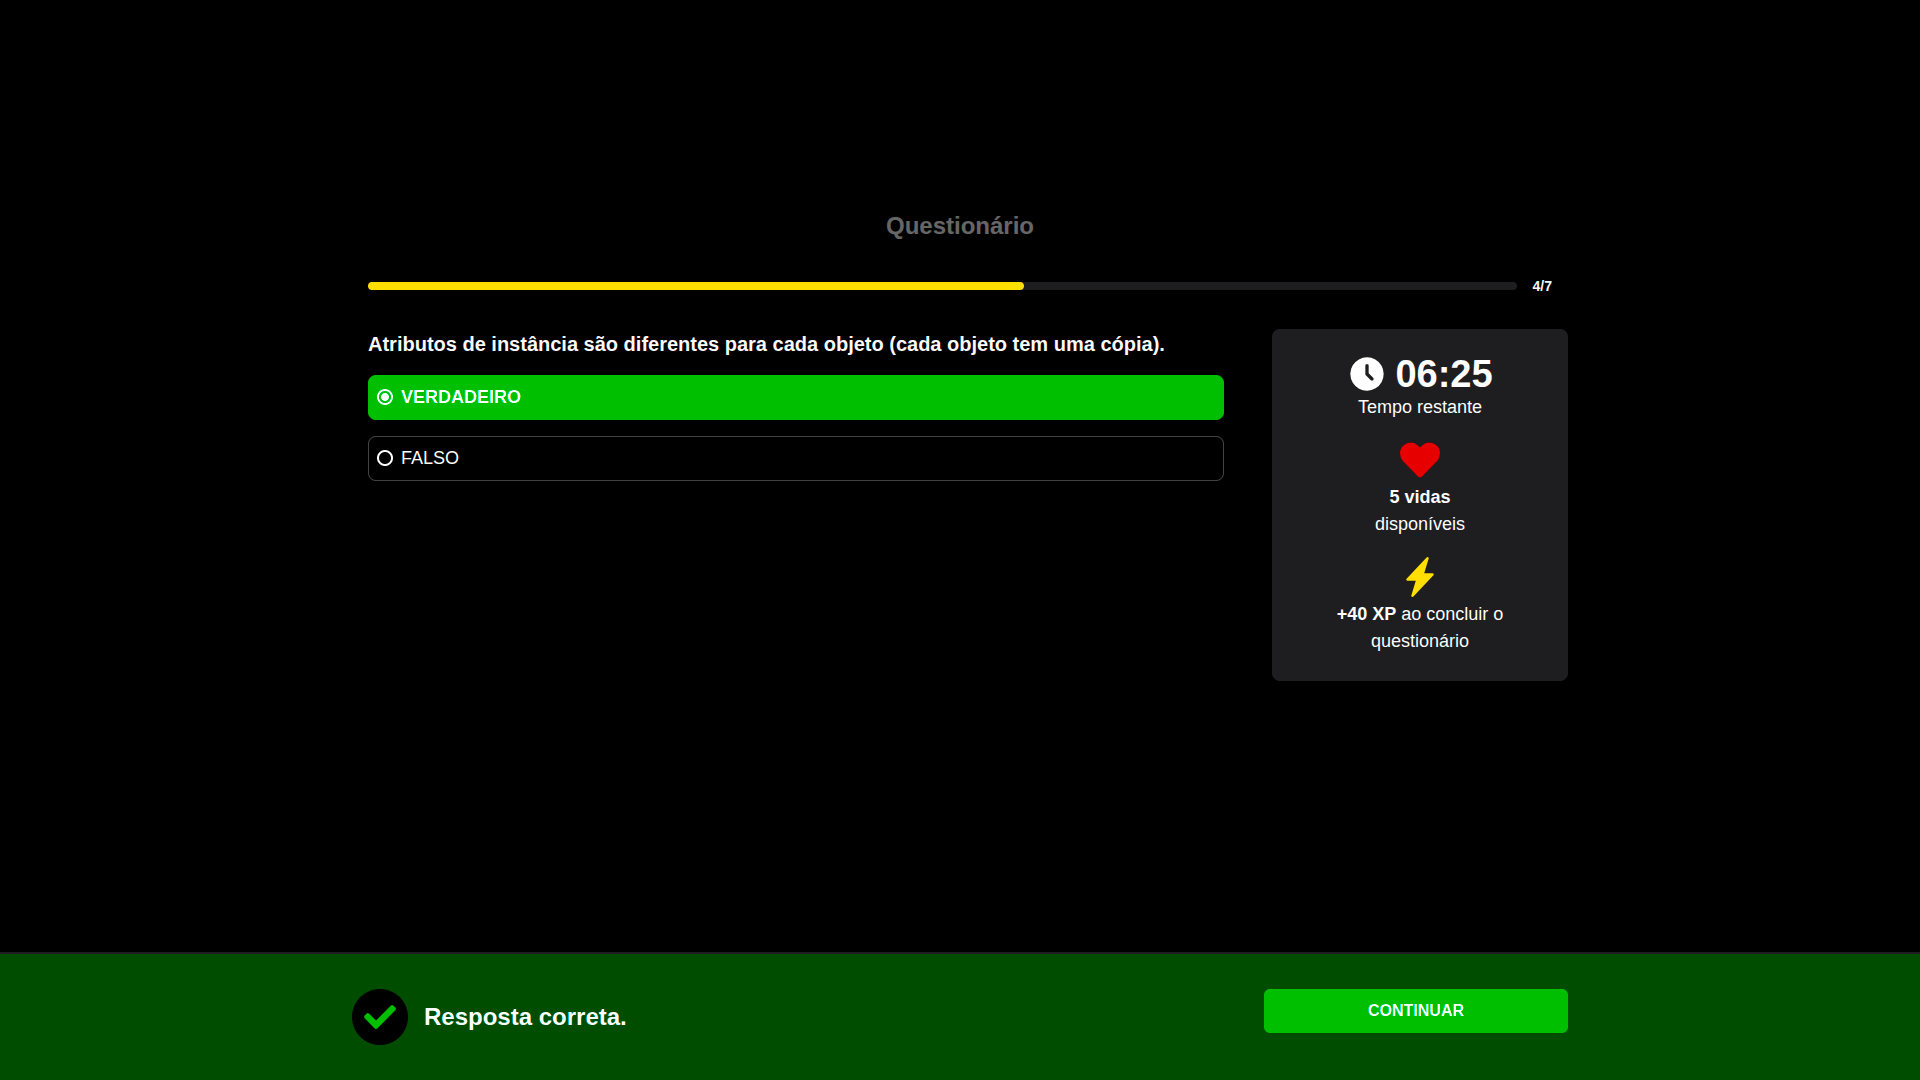 Questionário
4/7
Atributos de instância são diferentes para cada objeto (cada objeto tem uma cópia).
VERDADEIRO
FALSO
06:25
Tempo restante
5 vidas
disponíveis
+40 XP ao concluir o
questionário
Resposta correta.
CONTINUAR